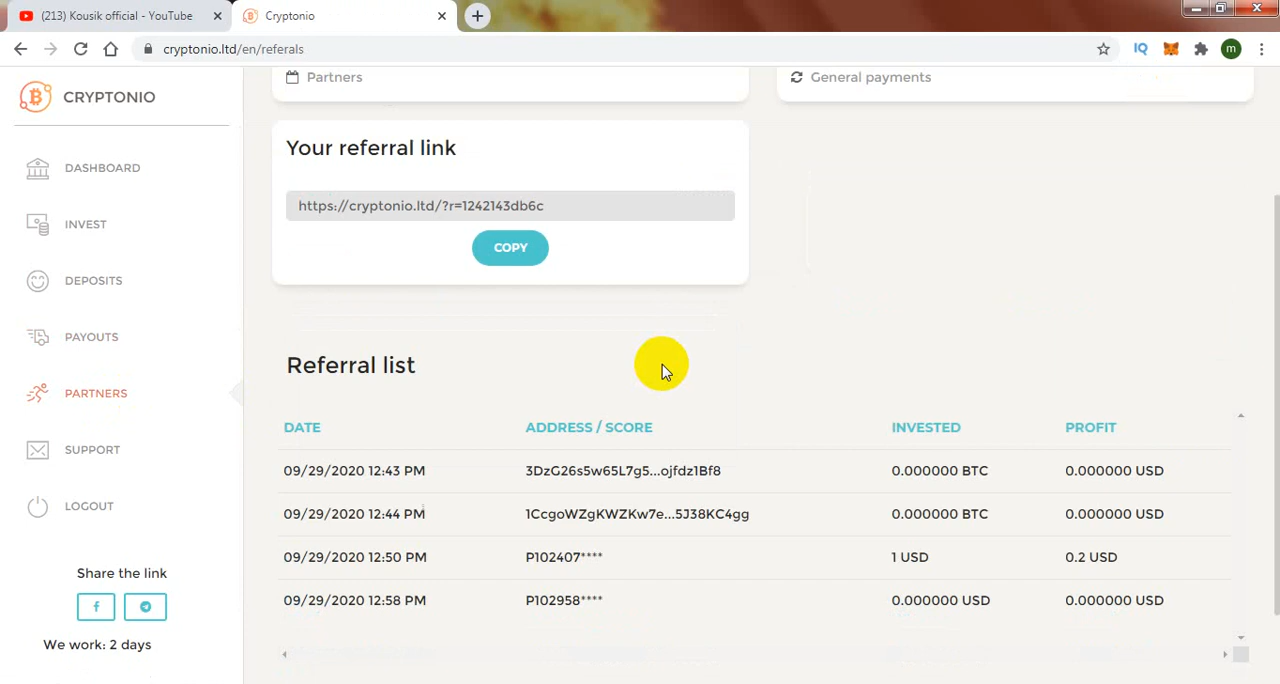 (213) Kousik official - YouTube
Cryptonio
cryptonio.ltd/en/referals
IQ
m
CRYPTONIO
DASHBOARD
INVEST
DEPOSITS
PAYOUTS
PARTNERS
SUPPORT
LOGOUT
Share the link
f
We work: 2 days
Partners
General payments
Your referral link
https://cryptonio.ltd/?r=1242143db6c
COPY
Referral list
DATE ADDRESS / SCORE INVESTED PROFIT
09/29/2020 12:43 PM 3DzG26s5w65L7g5...ojfdz1Bf8 0.000000 BTC 0.000000 USD
09/29/2020 12:44 PM 1CcgoWZgKWZKw7e...5J38KC4gg 0.000000 BTC 0.000000 USD
09/29/2020 12:50 PM P102407**** 1 USD 0.2 USD
09/29/2020 12:58 PM P102958**** 0.000000 USD 0.000000 USD